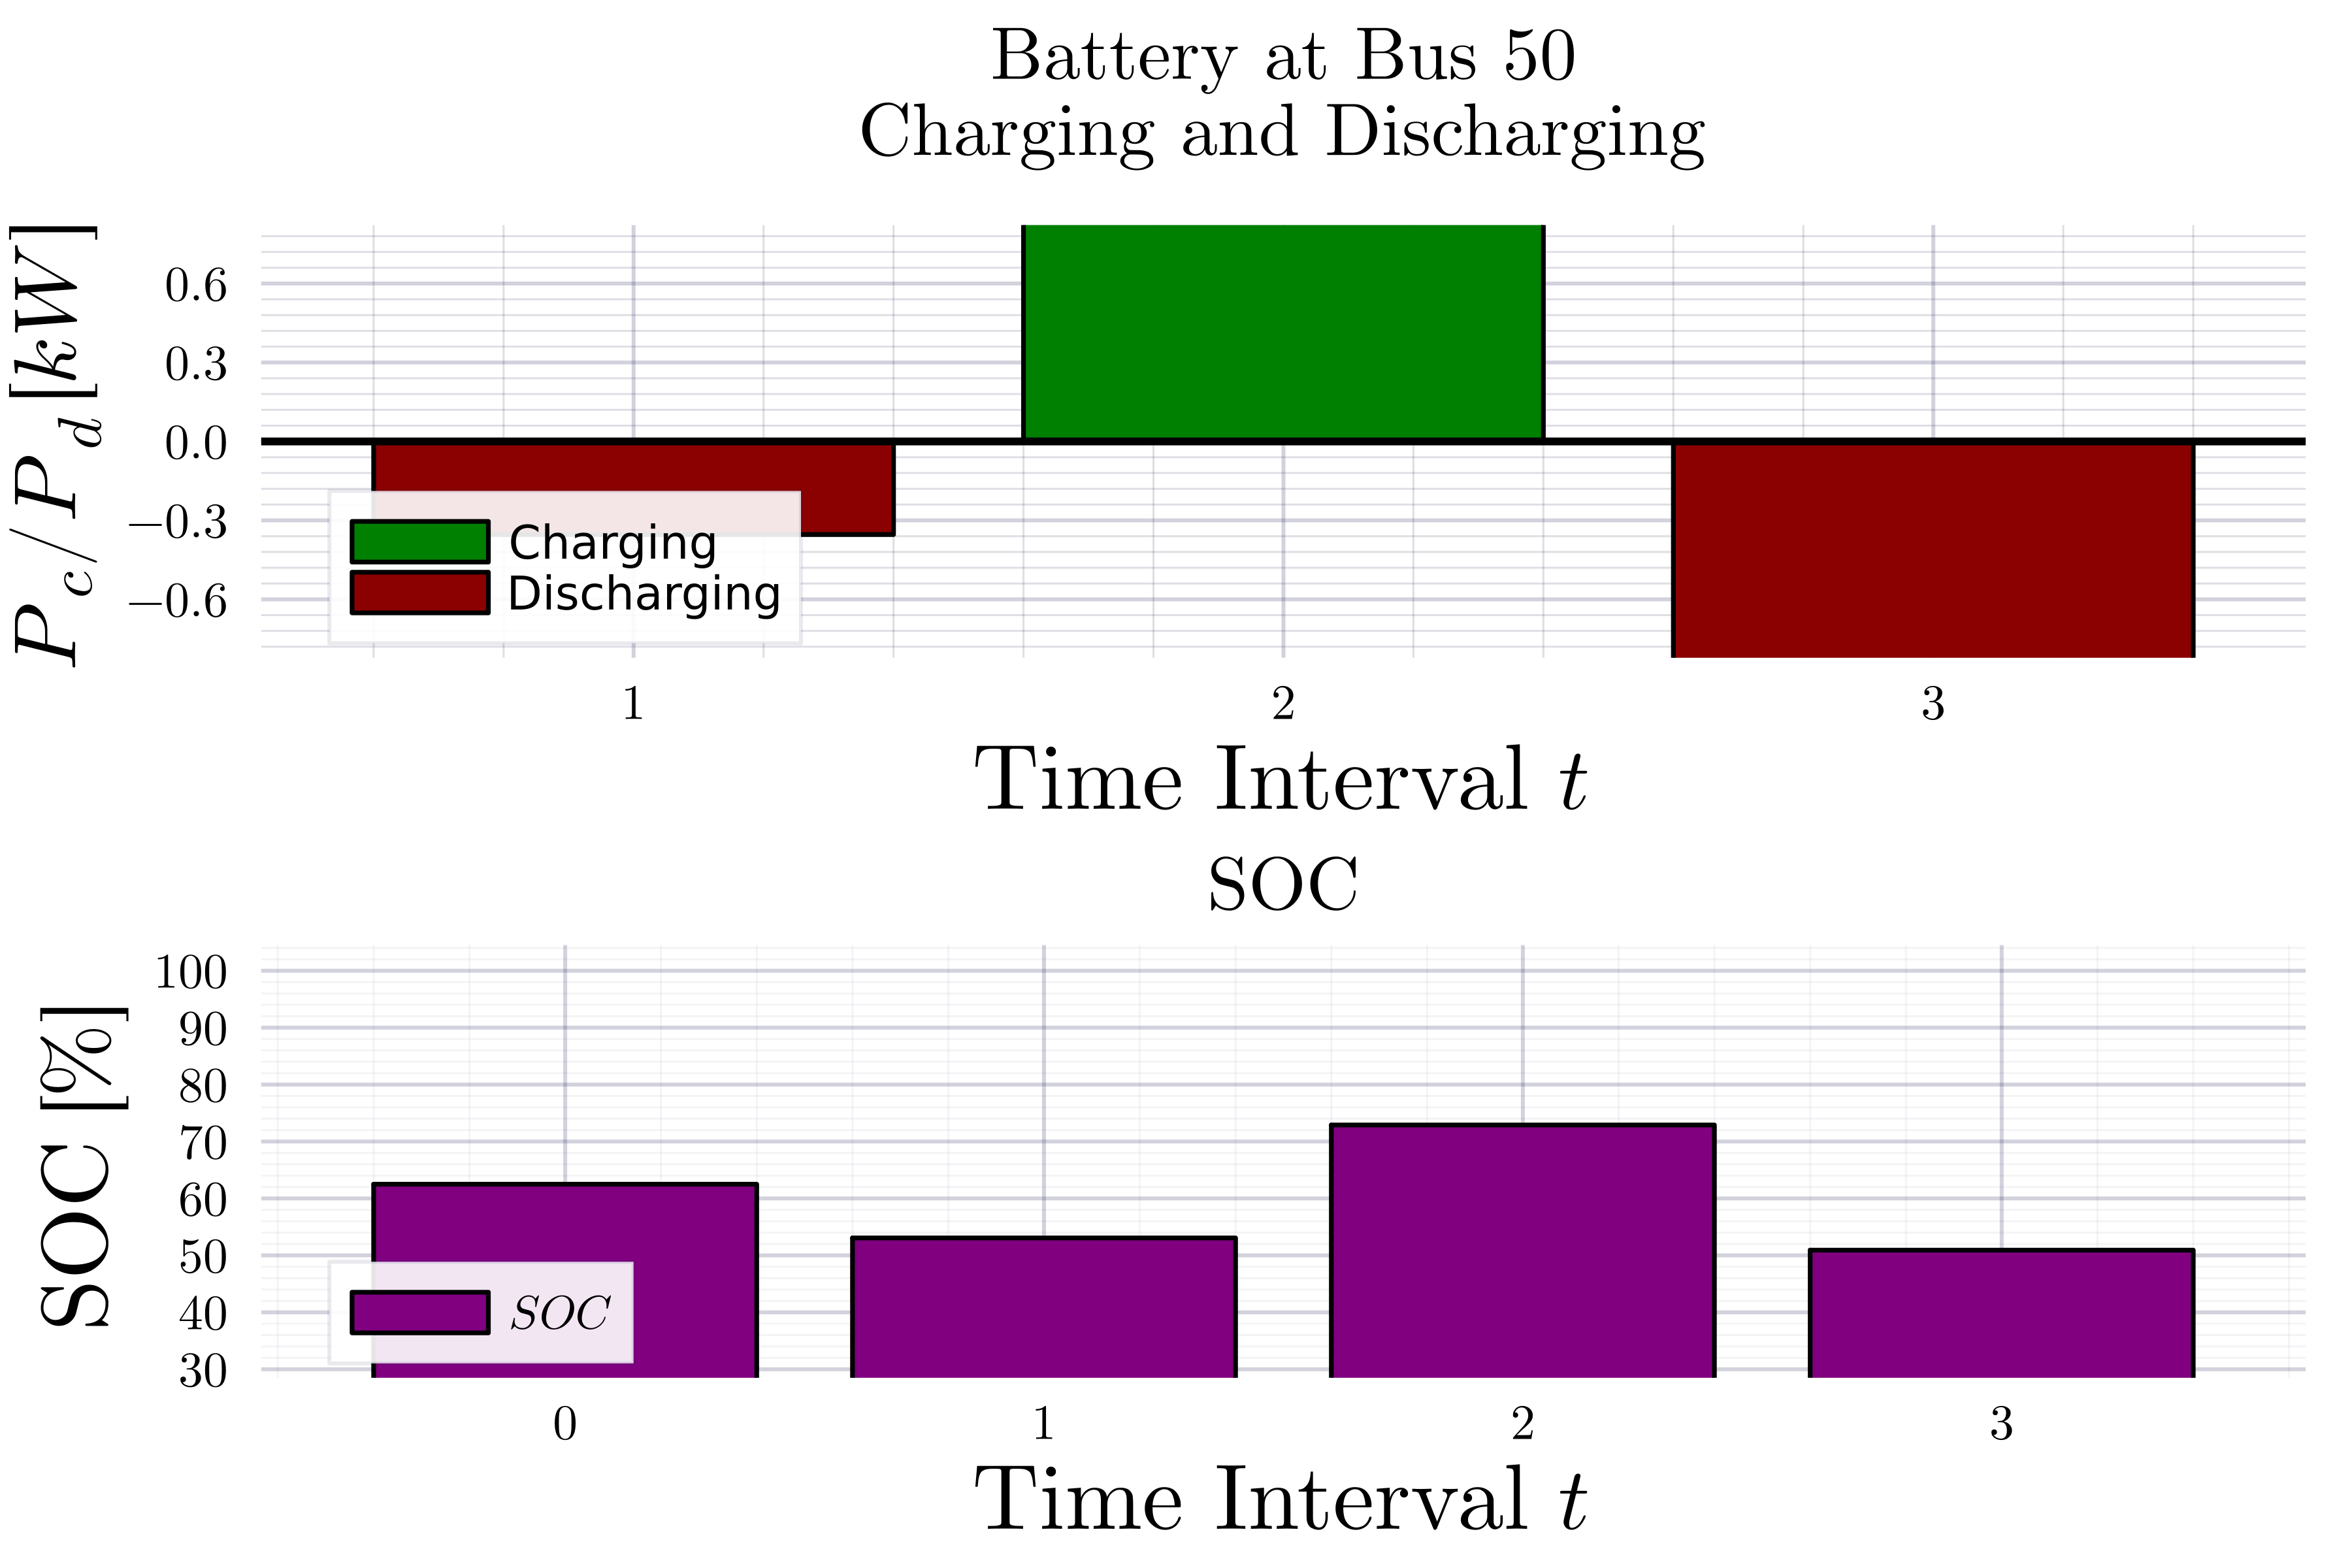 Battery at Bus 50
Charging and Discharging
P_c / P_d [kW]
0.6
0.3
0.0
−0.3
−0.6
Charging
Discharging
1 2 3
Time Interval t
SOC
SOC [%]
100
90
80
70
60
50
40
30
SOC
0 1 2 3
Time Interval t